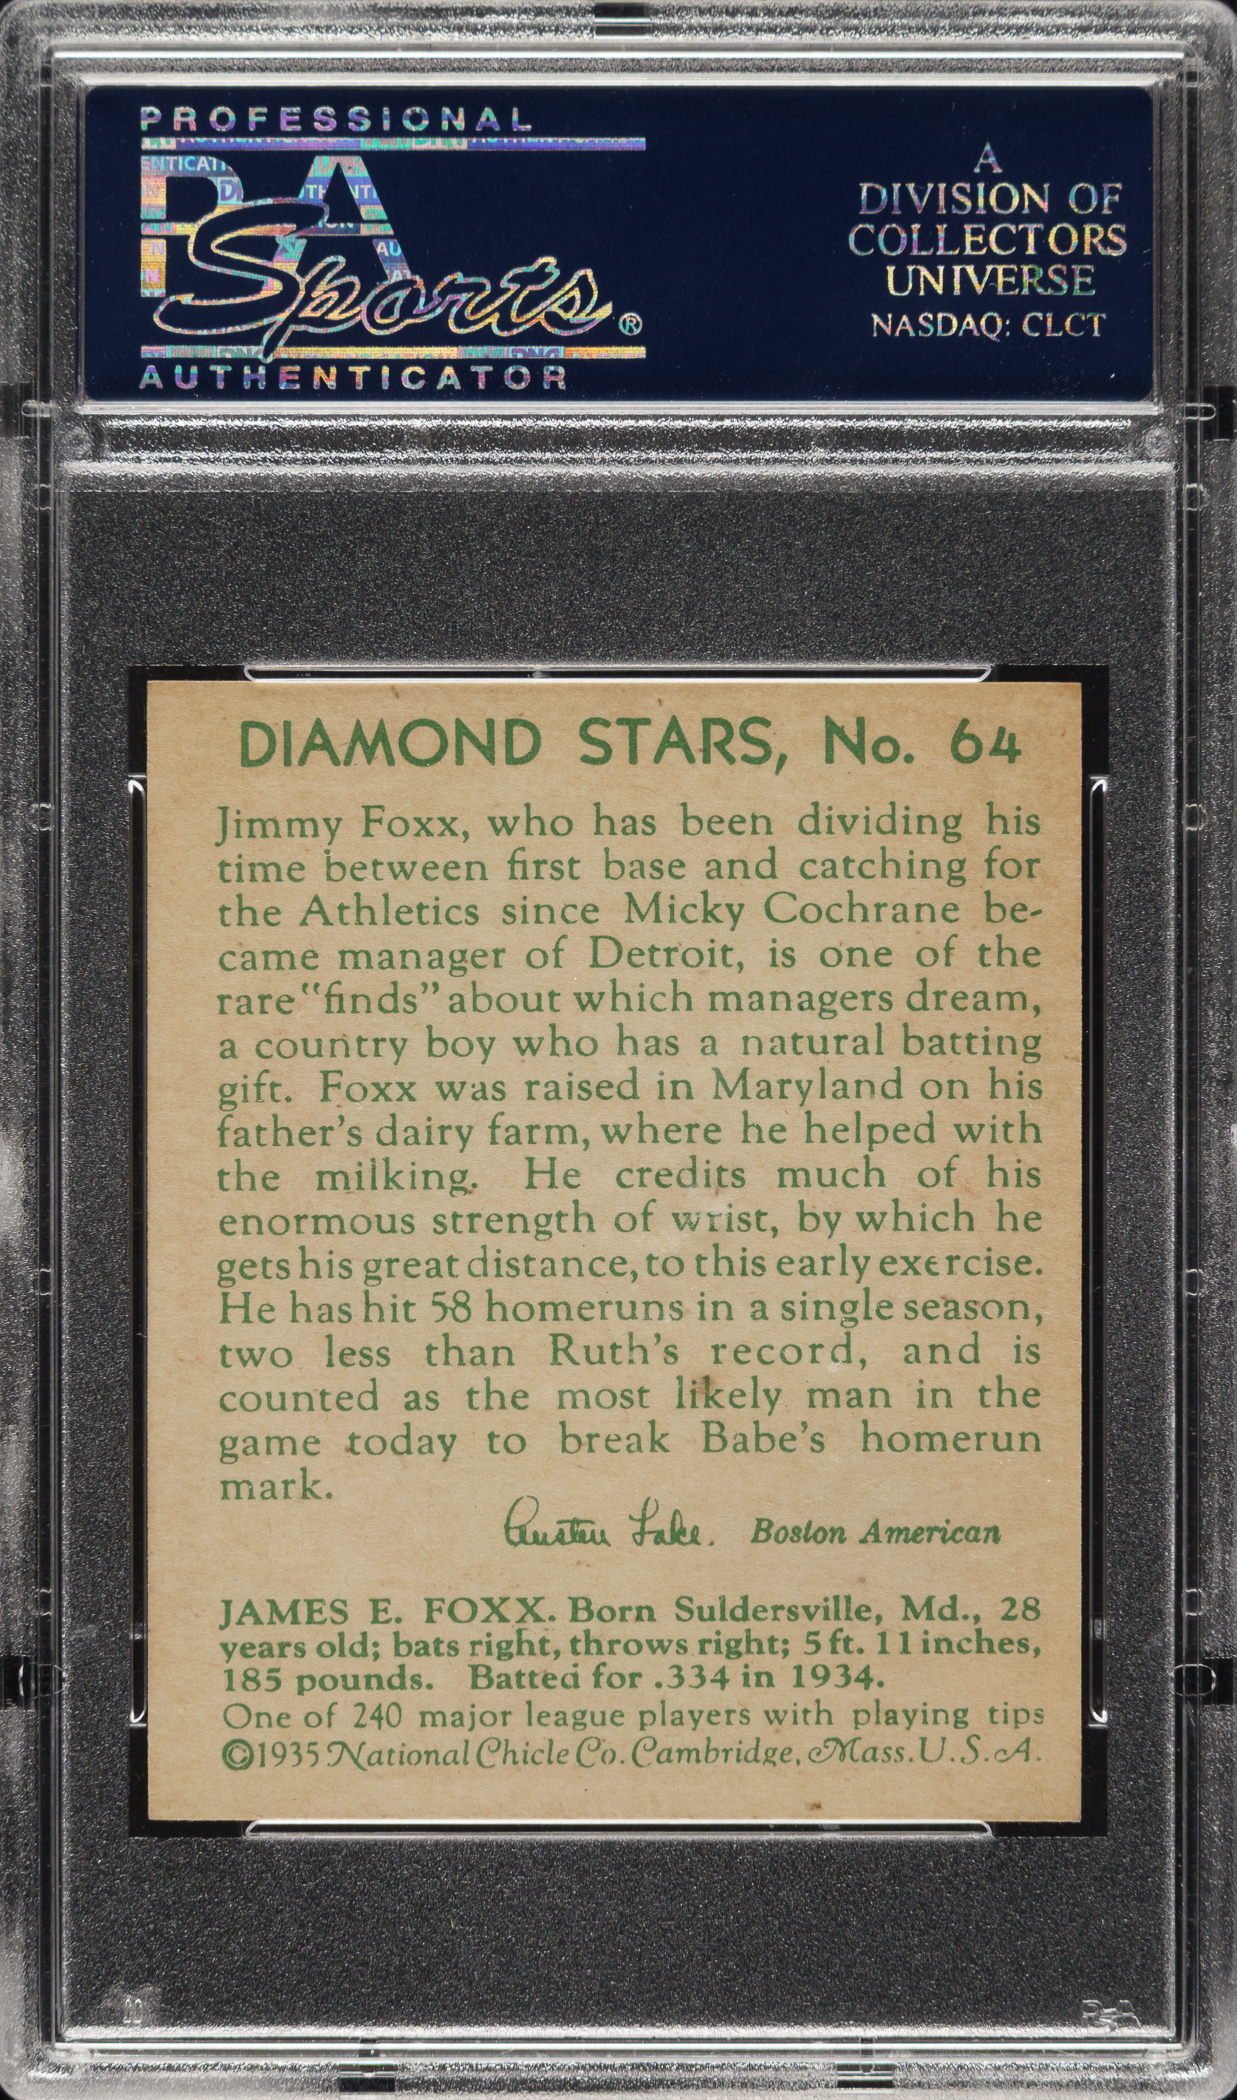 PROFESSIONAL
PSA
Sports®
AUTHENTICATOR
A
DIVISION OF
COLLECTORS
UNIVERSE
NASDAQ: CLCT
DIAMOND STARS, No. 64
Jimmy Foxx, who has been dividing his
time between first base and catching for
the Athletics since Micky Cochrane be-
came manager of Detroit, is one of the
rare "finds" about which managers dream,
a country boy who has a natural batting
gift. Foxx was raised in Maryland on his
father's dairy farm, where he helped with
the milking. He credits much of his
enormous strength of wrist, by which he
gets his great distance, to this early exercise.
He has hit 58 homeruns in a single season,
two less than Ruth's record, and is
counted as the most likely man in the
game today to break Babe's homerun
mark.
Austen Lake. Boston American
JAMES E. FOXX. Born Suldersville, Md., 28
years old; bats right, throws right; 5 ft. 11 inches,
185 pounds. Batted for .334 in 1934.
One of 240 major league players with playing tips
©1935 National Chicle Co. Cambridge, Mass. U.S.A.
PSA